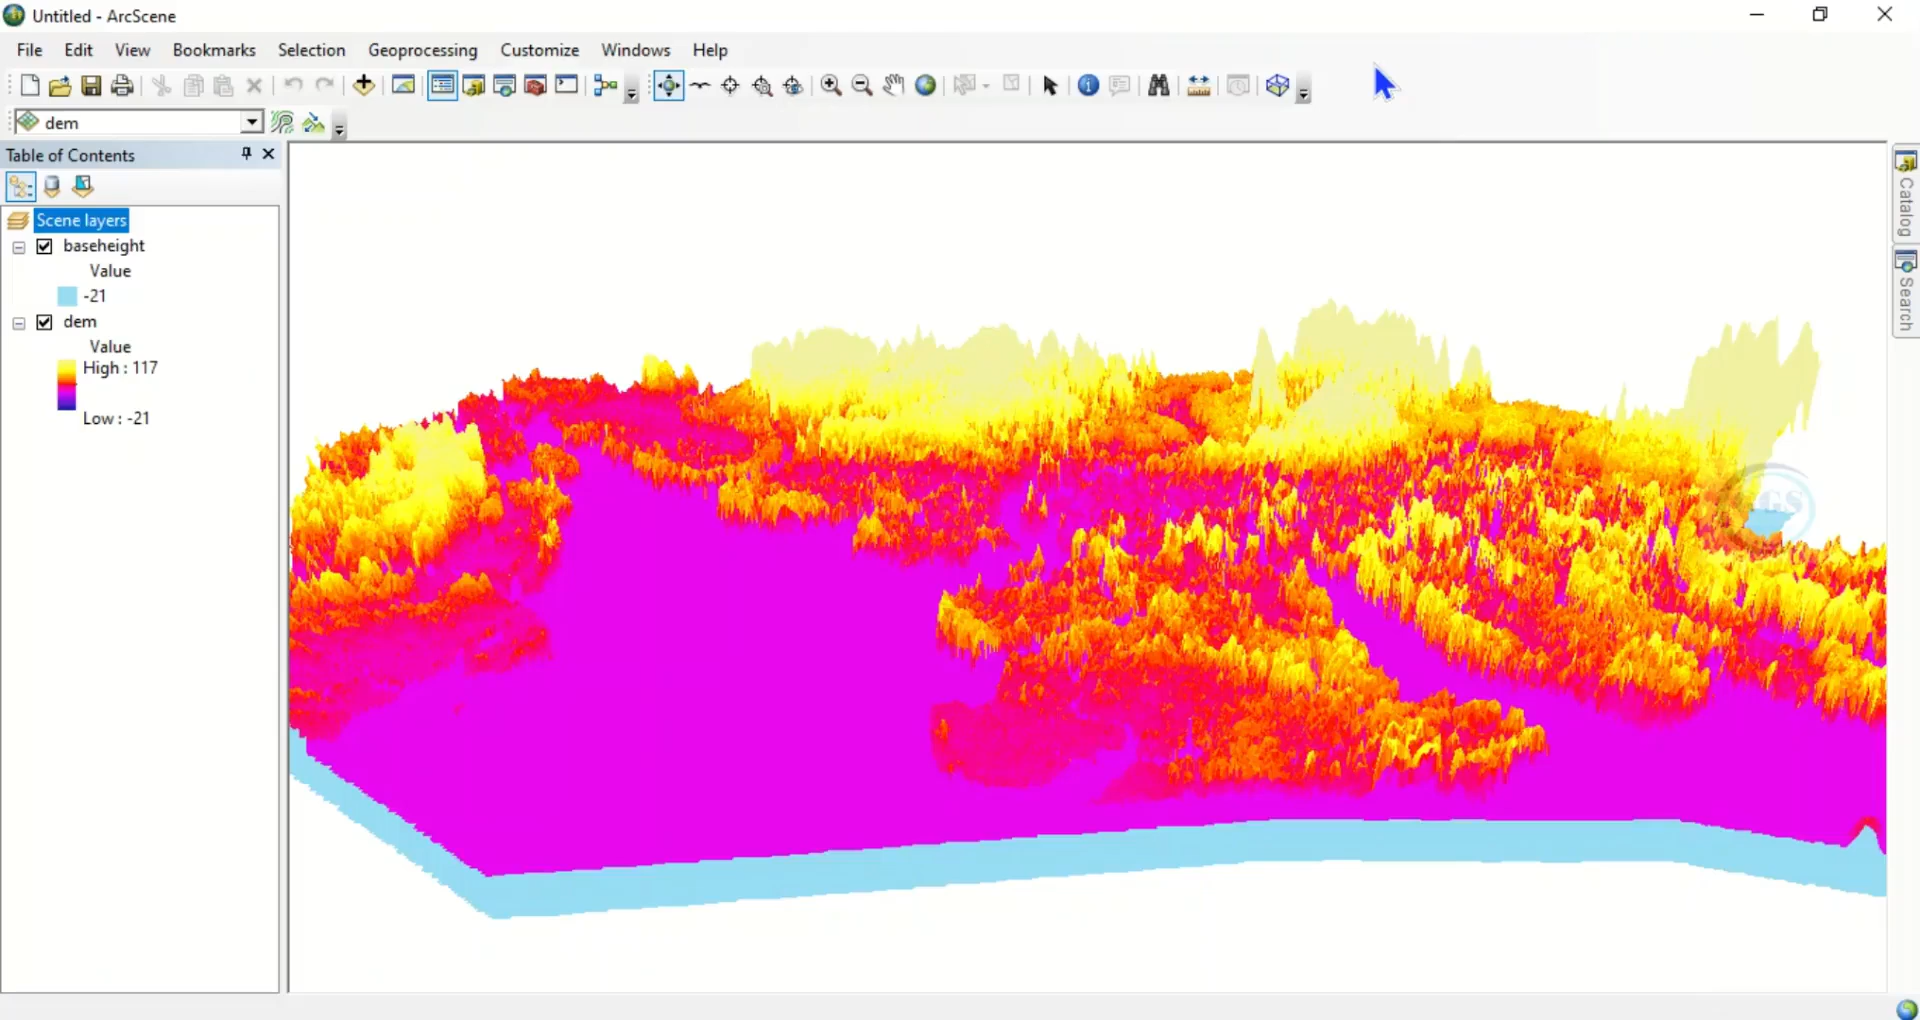 Untitled - ArcScene
File Edit View Bookmarks Selection Geoprocessing Customize Windows Help
dem
Table of Contents
Scene layers
baseheight
Value
-21
dem
Value
High : 117
Low : -21
Catalog
Search